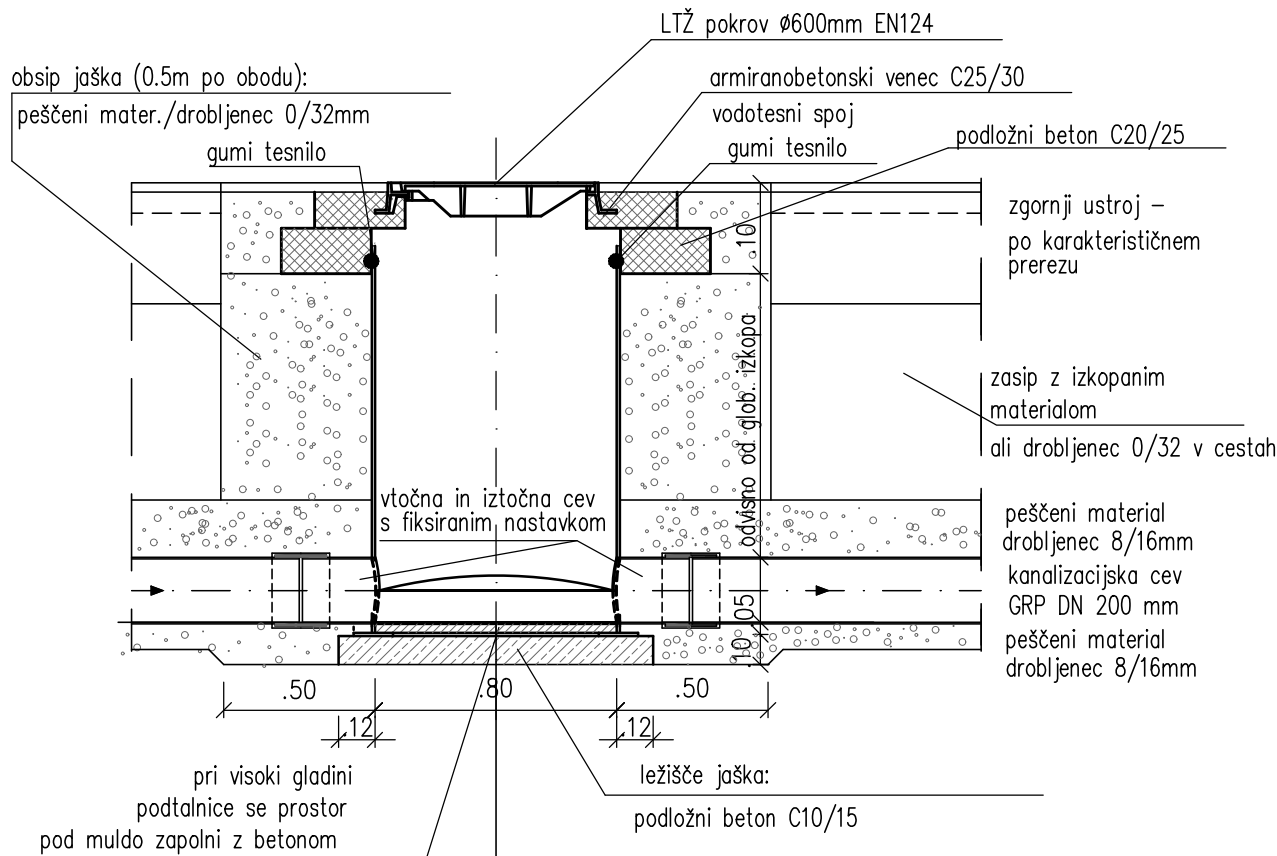 LTŽ pokrov Ø600mm EN124
obsip jaška (0.5m po obodu):
peščeni mater./drobljenec 0/32mm
armiranobetonski venec C25/30
vodotesni spoj
gumi tesnilo
gumi tesnilo
podložni beton C20/25
zgornji ustroj –
po karakterističnem
prerezu
.10
odvisno od glob. izkopa
zasip z izkopanim
materialom
ali drobljenec 0/32 v cestah
vtočna in iztočna cev
s fiksiranim nastavkom
peščeni material
drobljenec 8/16mm
kanalizacijska cev
GRP DN 200 mm
peščeni material
drobljenec 8/16mm
.05
.10
.50
.80
.50
.12
.12
pri visoki gladini
podtalnice se prostor
pod muldo zapolni z betonom
ležišče jaška:
podložni beton C10/15